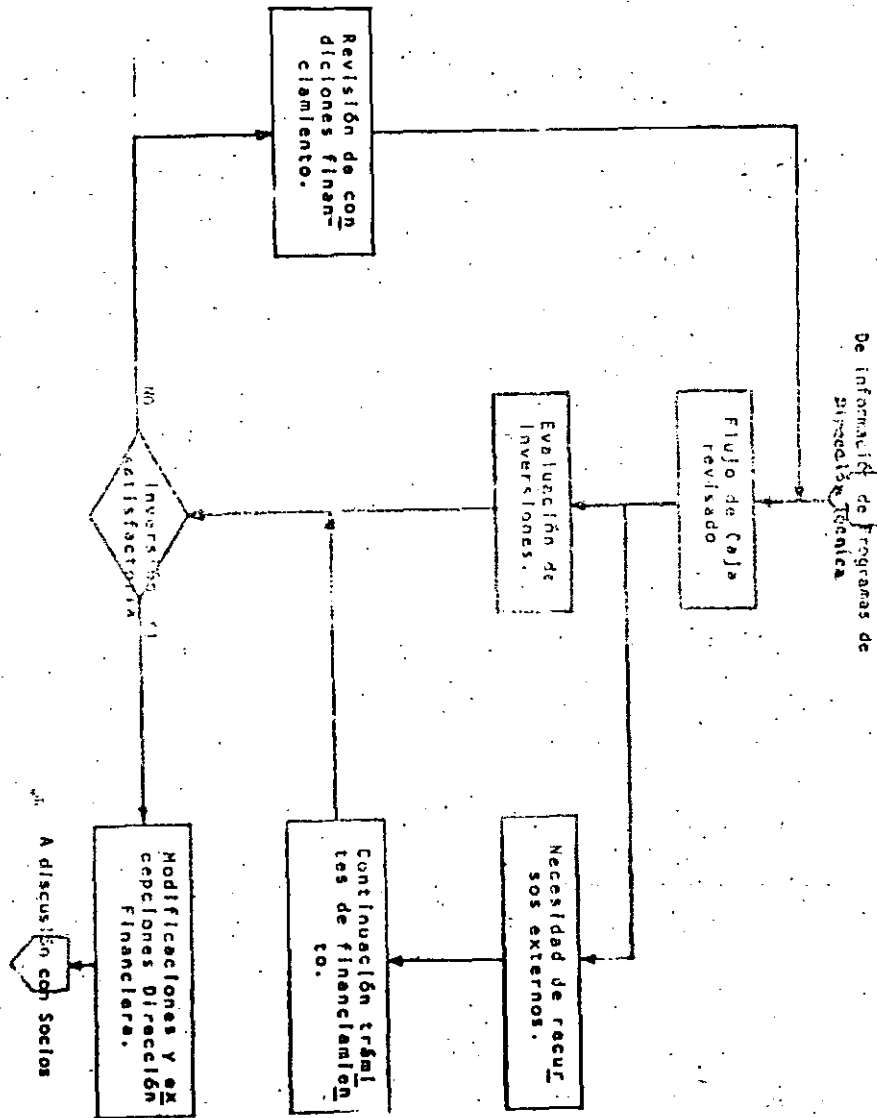 De información de Programas de
Dirección Técnica
Flujo de Caja
revisado
Revisión de con
diciones finan-
ciamiento.
Evaluación de
Inversiones.
Necesidad de recur
sos externos.
Continuación trámi
tes de financiamien
to.
NO
Inversión
satisfactoria
SI
Modificaciones y ex
cepciones Dirección
Financiera.
A discusión con Socios